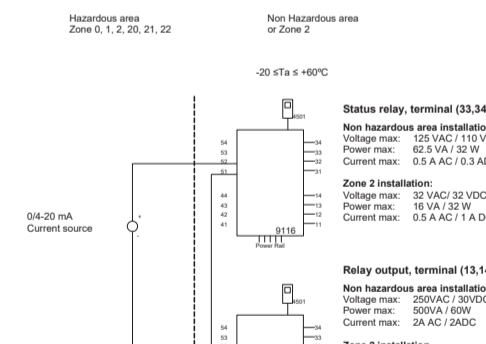 Hazardous area
Zone 0, 1, 2, 20, 21, 22
Non Hazardous area
or Zone 2
-20 ≤Ta ≤ +60ºC
4501
54
53
52
51
44
43
42
41
34
33
32
31
14
13
12
11
9116
Power Rail
0/4-20 mA
Current source
+
-
Status relay, terminal (33,34
Non hazardous area installatio
Voltage max: 125 VAC / 110 V
Power max: 62.5 VA / 32 W
Current max: 0.5 A AC / 0.3 A
Zone 2 installation:
Voltage max: 32 VAC/ 32 VDC
Power max: 16 VA / 32 W
Current max: 0.5 A AC / 1 A D
Relay output, terminal (13,14
Non hazardous area installatio
Voltage max: 250VAC / 30VDC
Power max: 500VA / 60W
Current max: 2A AC / 2ADC
4501
54
53
34
33